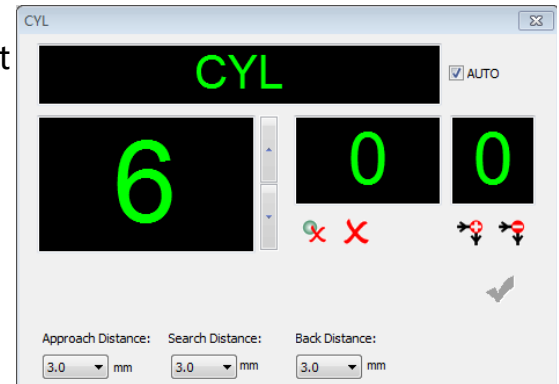 CYL
t
CYL
AUTO
6 0 0
Approach Distance: Search Distance: Back Distance:
3.0 mm 3.0 mm 3.0 mm